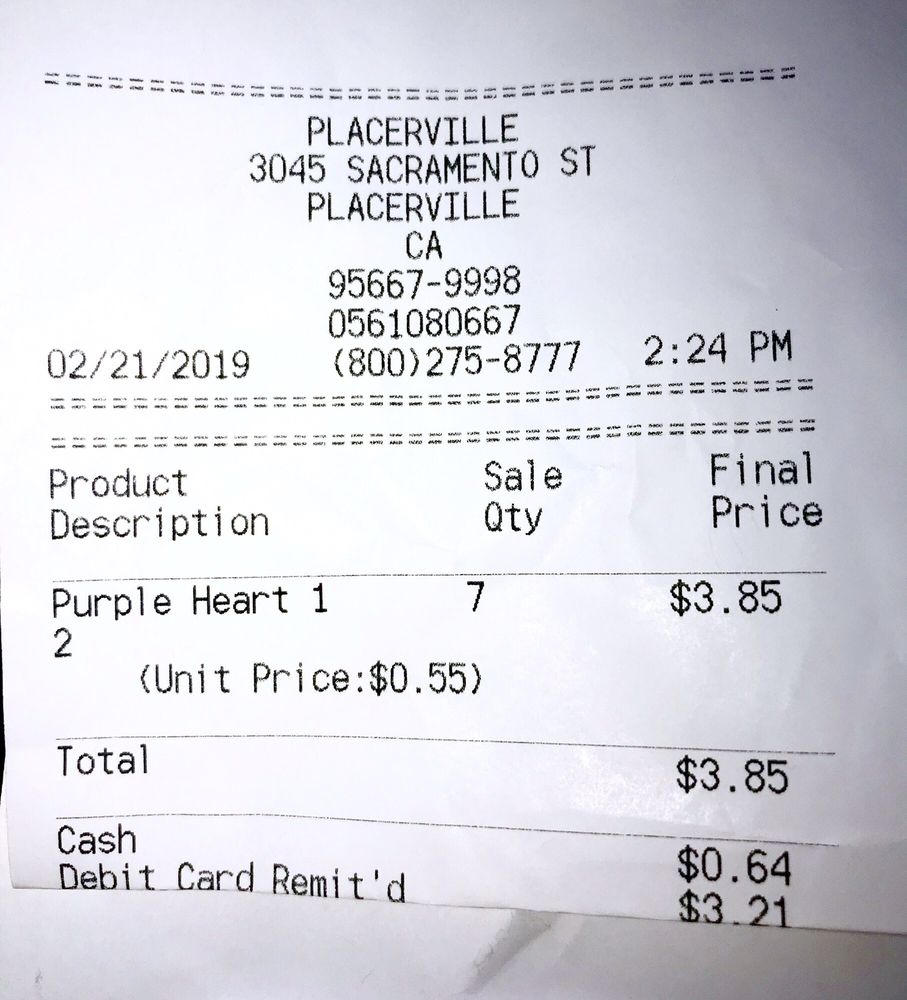 PLACERVILLE
3045 SACRAMENTO ST
PLACERVILLE
CA
95667-9998
0561080667
02/21/2019 (800)275-8777 2:24 PM
Product Sale Final
Description Qty Price
Purple Heart 1 7 $3.85
2
(Unit Price:$0.55)
Total $3.85
Cash $0.64
Debit Card Remit'd $3.21